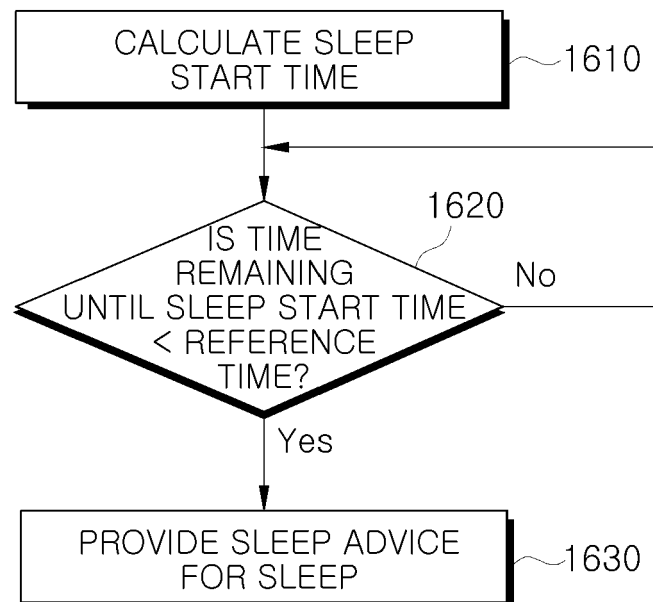 CALCULATE SLEEP
START TIME
1610
1620
IS TIME
REMAINING
UNTIL SLEEP START TIME
< REFERENCE
TIME?
No
Yes
PROVIDE SLEEP ADVICE
FOR SLEEP
1630